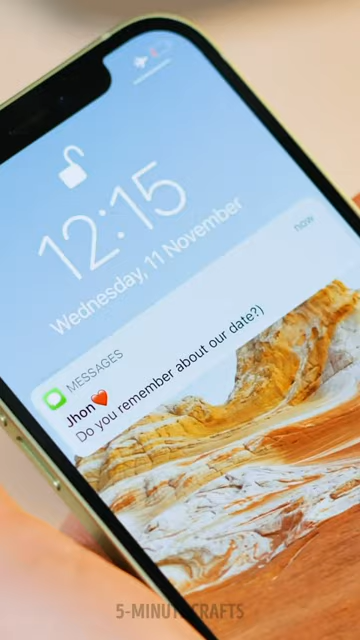 12:15
Wednesday, 11 November
MESSAGES
now
Jhon ❤️
Do you remember about our date?)
5-MINUTE CRAFTS